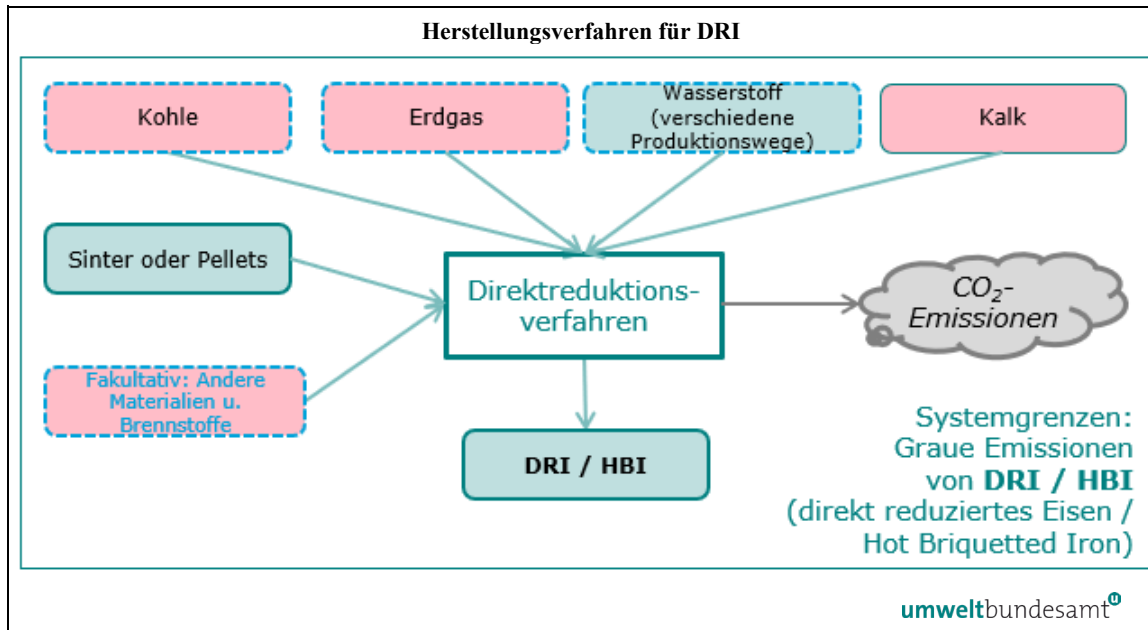 Herstellungsverfahren für DRI
Kohle
Erdgas
Wasserstoff
(verschiedene
Produktionswege)
Kalk
Sinter oder Pellets
Direktreduktions-
verfahren
CO₂-
Emissionen
Fakultativ: Andere
Materialien u.
Brennstoffe
DRI / HBI
Systemgrenzen:
Graue Emissionen
von DRI / HBI
(direkt reduziertes Eisen /
Hot Briquetted Iron)
umweltbundesamt u